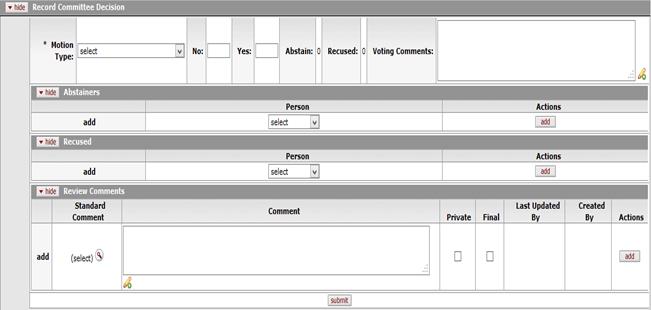 hide Record Committee Decision
* Motion Type: select No: Yes: Abstain: 0 Recused: 0 Voting Comments:
hide Abstainers
Person Actions
add select add
hide Recused
Person Actions
add select add
hide Review Comments
Standard Comment Comment Private Final Last Updated By Created By Actions
add (select) add
submit